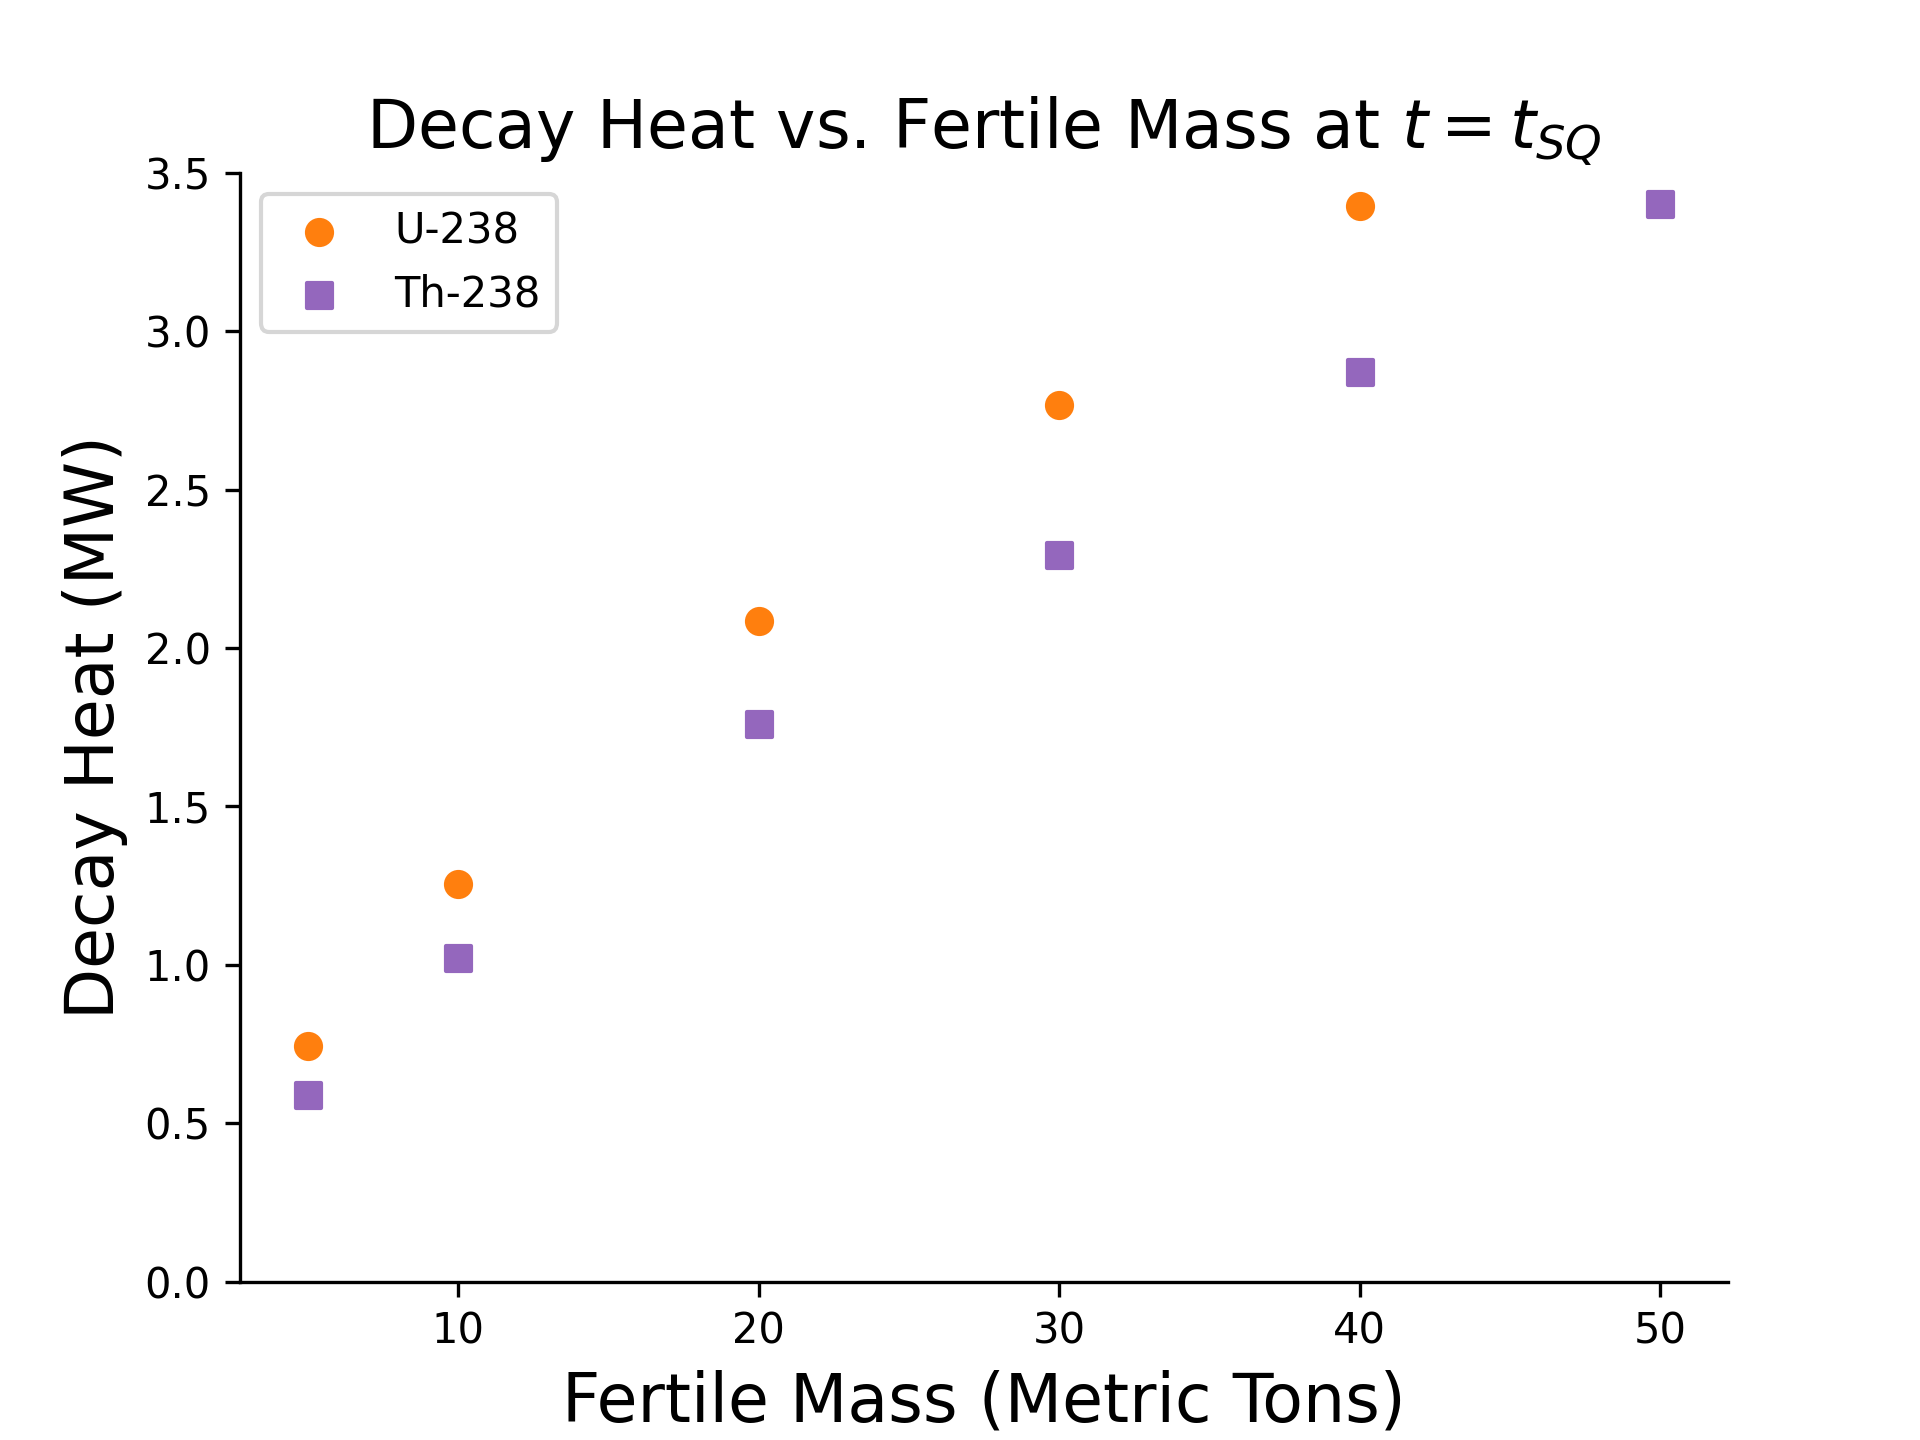 Decay Heat vs. Fertile Mass at t = t_SQ
U-238
Th-238
3.5
3.0
2.5
2.0
1.5
1.0
0.5
0.0
Decay Heat (MW)
10 20 30 40 50
Fertile Mass (Metric Tons)